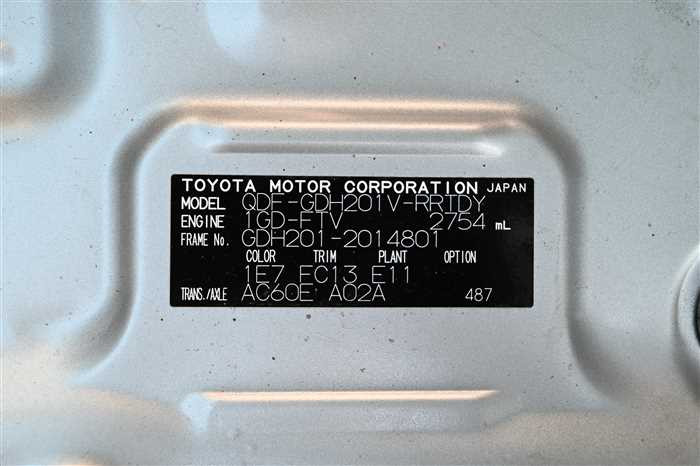 TOYOTA MOTOR CORPORATION JAPAN
MODEL QDF-GDH201V-RRTDY
ENGINE 1GD-FTV 2754 mL
FRAME No. GDH201-2014801
COLOR TRIM PLANT OPTION
1E7 FC13 E11
TRANS./AXLE AC60E A02A 487